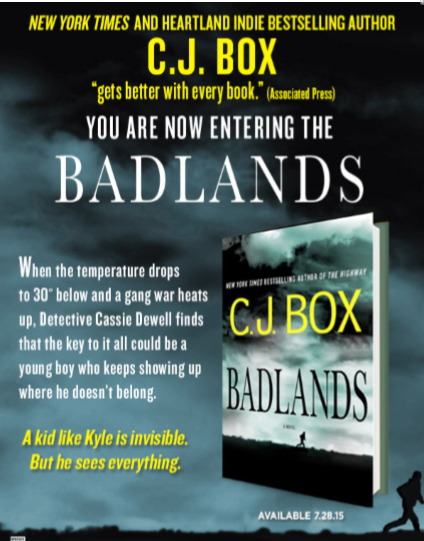 NEW YORK TIMES AND HEARTLAND INDIE BESTSELLING AUTHOR
C.J. BOX
“gets better with every book.” (Associated Press)
YOU ARE NOW ENTERING THE
BADLANDS
When the temperature drops
to 30° below and a gang war heats
up, Detective Cassie Dewell finds
that the key to it all could be a
young boy who keeps showing up
where he doesn't belong.
A kid like Kyle is invisible.
But he sees everything.
NEW YORK TIMES BESTSELLING AUTHOR OF THE HIGHWAY
C.J. BOX
BADLANDS
A NOVEL
AVAILABLE 7.28.15